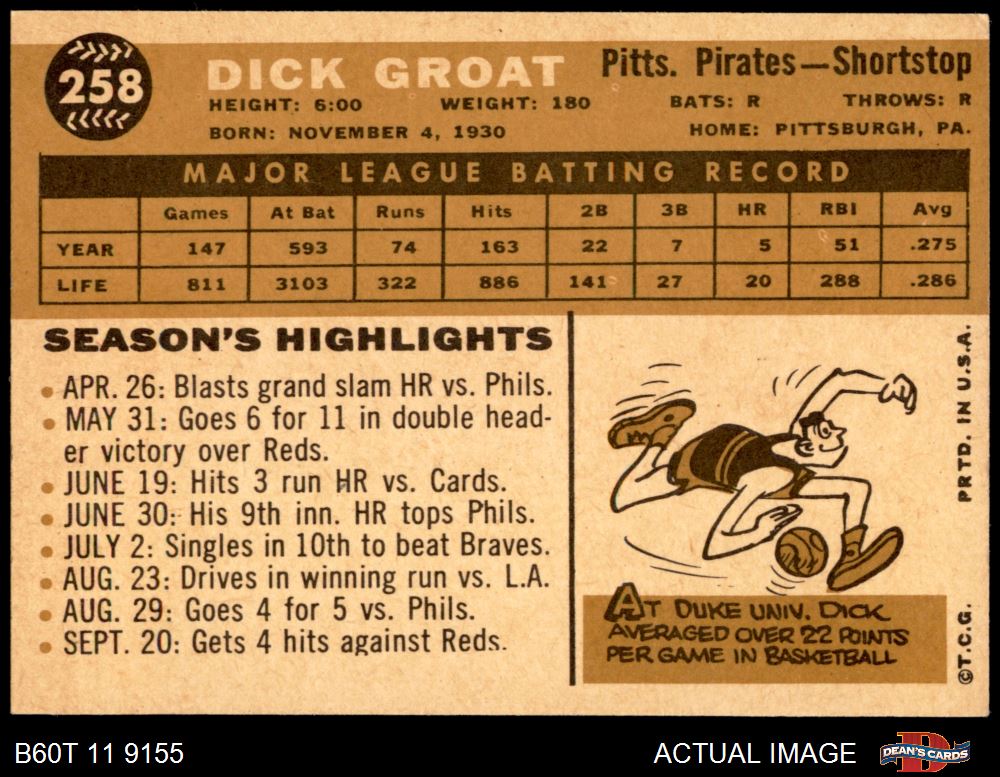 258
DICK GROAT
Pitts. Pirates—Shortstop
HEIGHT: 6:00 WEIGHT: 180 BATS: R THROWS: R
BORN: NOVEMBER 4, 1930 HOME: PITTSBURGH, PA.
MAJOR LEAGUE BATTING RECORD
Games At Bat Runs Hits 2B 3B HR RBI Avg
YEAR 147 593 74 163 22 7 5 51 .275
LIFE 811 3103 322 886 141 27 20 288 .286
SEASON'S HIGHLIGHTS
• APR. 26: Blasts grand slam HR vs. Phils.
• MAY 31: Goes 6 for 11 in double head-
er victory over Reds.
• JUNE 19: Hits 3 run HR vs. Cards.
• JUNE 30: His 9th inn. HR tops Phils.
• JULY 2: Singles in 10th to beat Braves.
• AUG. 23: Drives in winning run vs. L.A.
• AUG. 29: Goes 4 for 5 vs. Phils.
• SEPT. 20: Gets 4 hits against Reds.
AT DUKE UNIV. DICK
AVERAGED OVER 22 POINTS
PER GAME IN BASKETBALL
©T.C.G. PRTD. IN U.S.A.
B60T 11 9155
ACTUAL IMAGE
DEAN'S CARDS